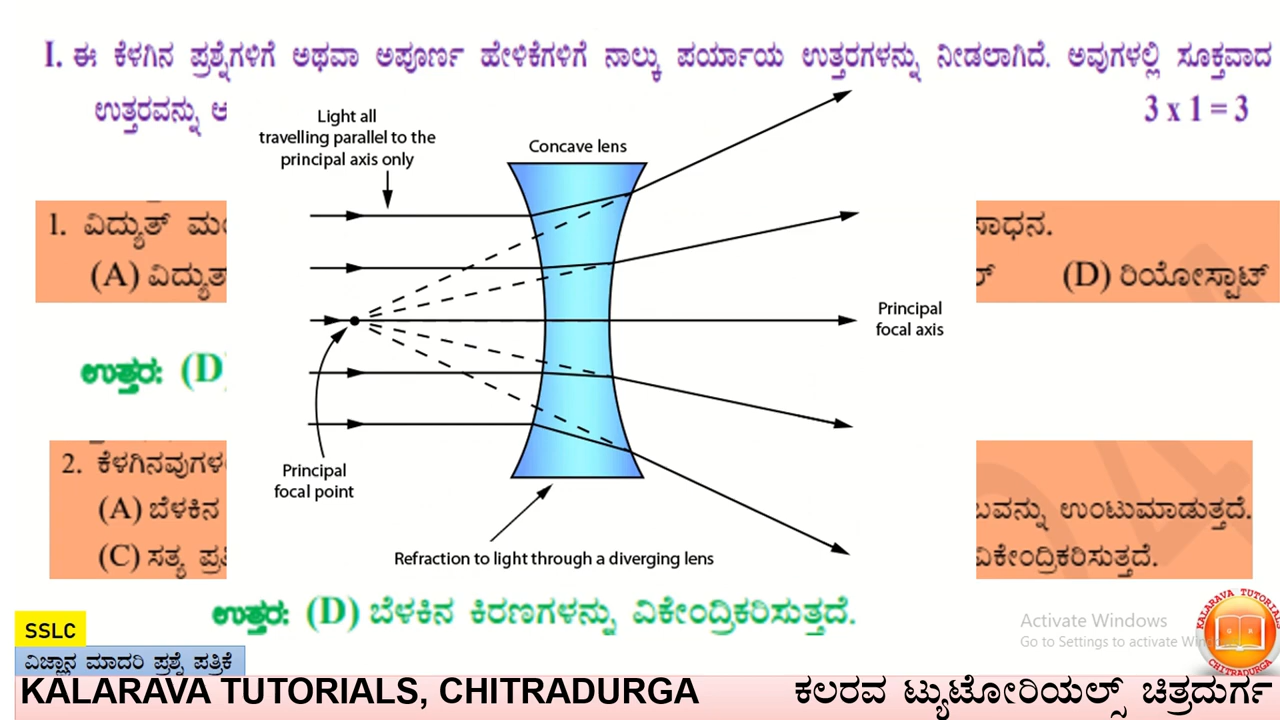 I. ಈ ಕೆಳಗಿನ ಪ್ರಶ್ನೆಗಳಿಗೆ ಅಥವಾ ಅಪೂರ್ಣ ಹೇಳಿಕೆಗಳಿಗೆ ನಾಲ್ಕು ಪರ್ಯಾಯ ಉತ್ತರಗಳನ್ನು ನೀಡಲಾಗಿದೆ. ಅವುಗಳಲ್ಲಿ ಸೂಕ್ತವಾದ
ಉತ್ತರವನ್ನು 3 x 1 = 3
Light all
travelling parallel to the
principal axis only
Concave lens
1. ವಿದ್ಯುತ್ ಸಾಧನ.
(A) ವಿದ್ಯುತ (D) ರಿಯೋಸ್ಟಾಟ್
Principal
focal axis
ಉತ್ತರ: (D)
2. ಕೆಳಗಿನವುಗಳ
Principal
focal point
(A) ಬೆಳಕಿನ ಉಂಟುಮಾಡುತ್ತದೆ.
(C) ಸತ್ಯ ವಿಕೇಂದ್ರಿಕರಿಸುತ್ತದೆ.
Refraction to light through a diverging lens
ಉತ್ತರ: (D) ಬೆಳಕಿನ ಕಿರಣಗಳನ್ನು ವಿಕೇಂದ್ರಿಕರಿಸುತ್ತದೆ.
Activate Windows
Go to Settings to activate Win
SSLC
ವಿಜ್ಞಾನ ಮಾದರಿ ಪ್ರಶ್ನೆ ಪತ್ರಿಕೆ
KALARAVA TUTORIALS
CHITRADURGA
KALARAVA TUTORIALS, CHITRADURGA ಕಲರವ ಟ್ಯುಟೋರಿಯಲ್ಸ್ ಚಿತ್ರದುರ್ಗ